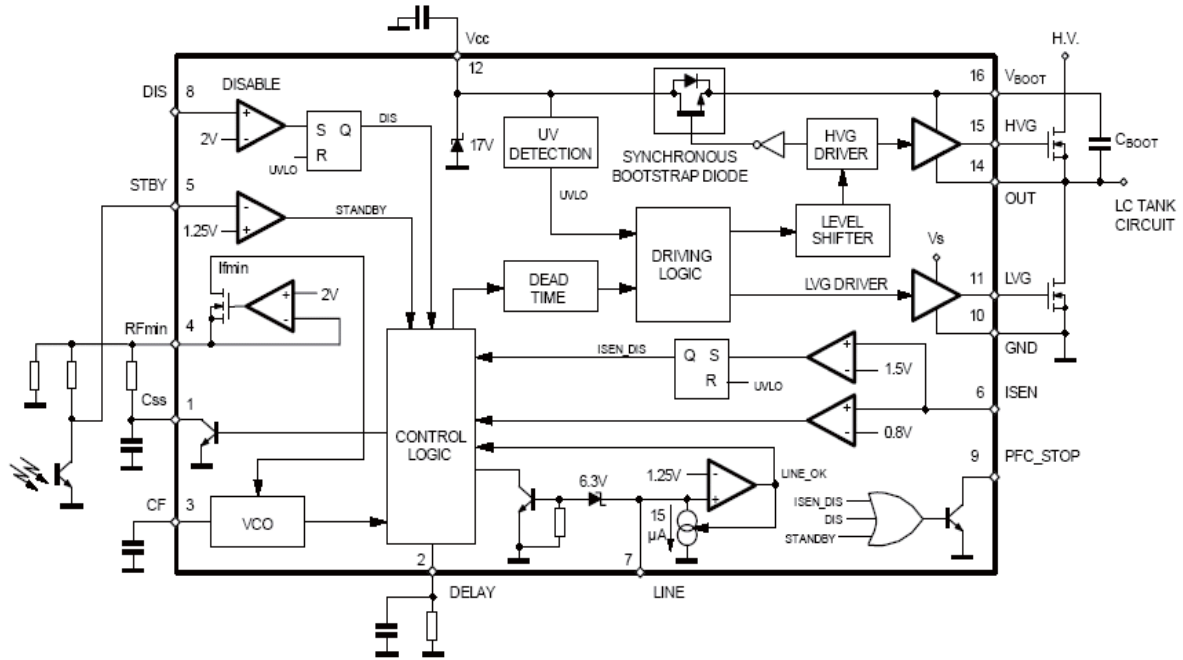 Vcc
12
H.V.
DIS
8
DISABLE
16
VBOOT
+
-
2V
S Q
R
DIS
UVLO
17V
UV
DETECTION
SYNCHRONOUS
BOOTSTRAP DIODE
HVG
DRIVER
15
HVG
CBOOT
14
OUT
LC TANK
CIRCUIT
STBY
5
-
+
1.25V
STANDBY
UVLO
DRIVING
LOGIC
LEVEL
SHIFTER
Vs
Ifmin
+
-
2V
DEAD
TIME
LVG DRIVER
11
LVG
10
GND
RFmin
4
ISEN_DIS
Q S
R
UVLO
+
-
1.5V
6
ISEN
Css
1
CONTROL
LOGIC
+
-
0.8V
9
PFC_STOP
6.3V
1.25V
-
+
LINE_OK
ISEN_DIS
DIS
STANDBY
CF
3
VCO
15
µA
2
DELAY
7
LINE